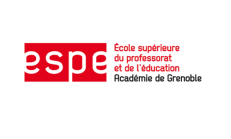 espe
École supérieure
du professorat
et de l'éducation
Académie de Grenoble